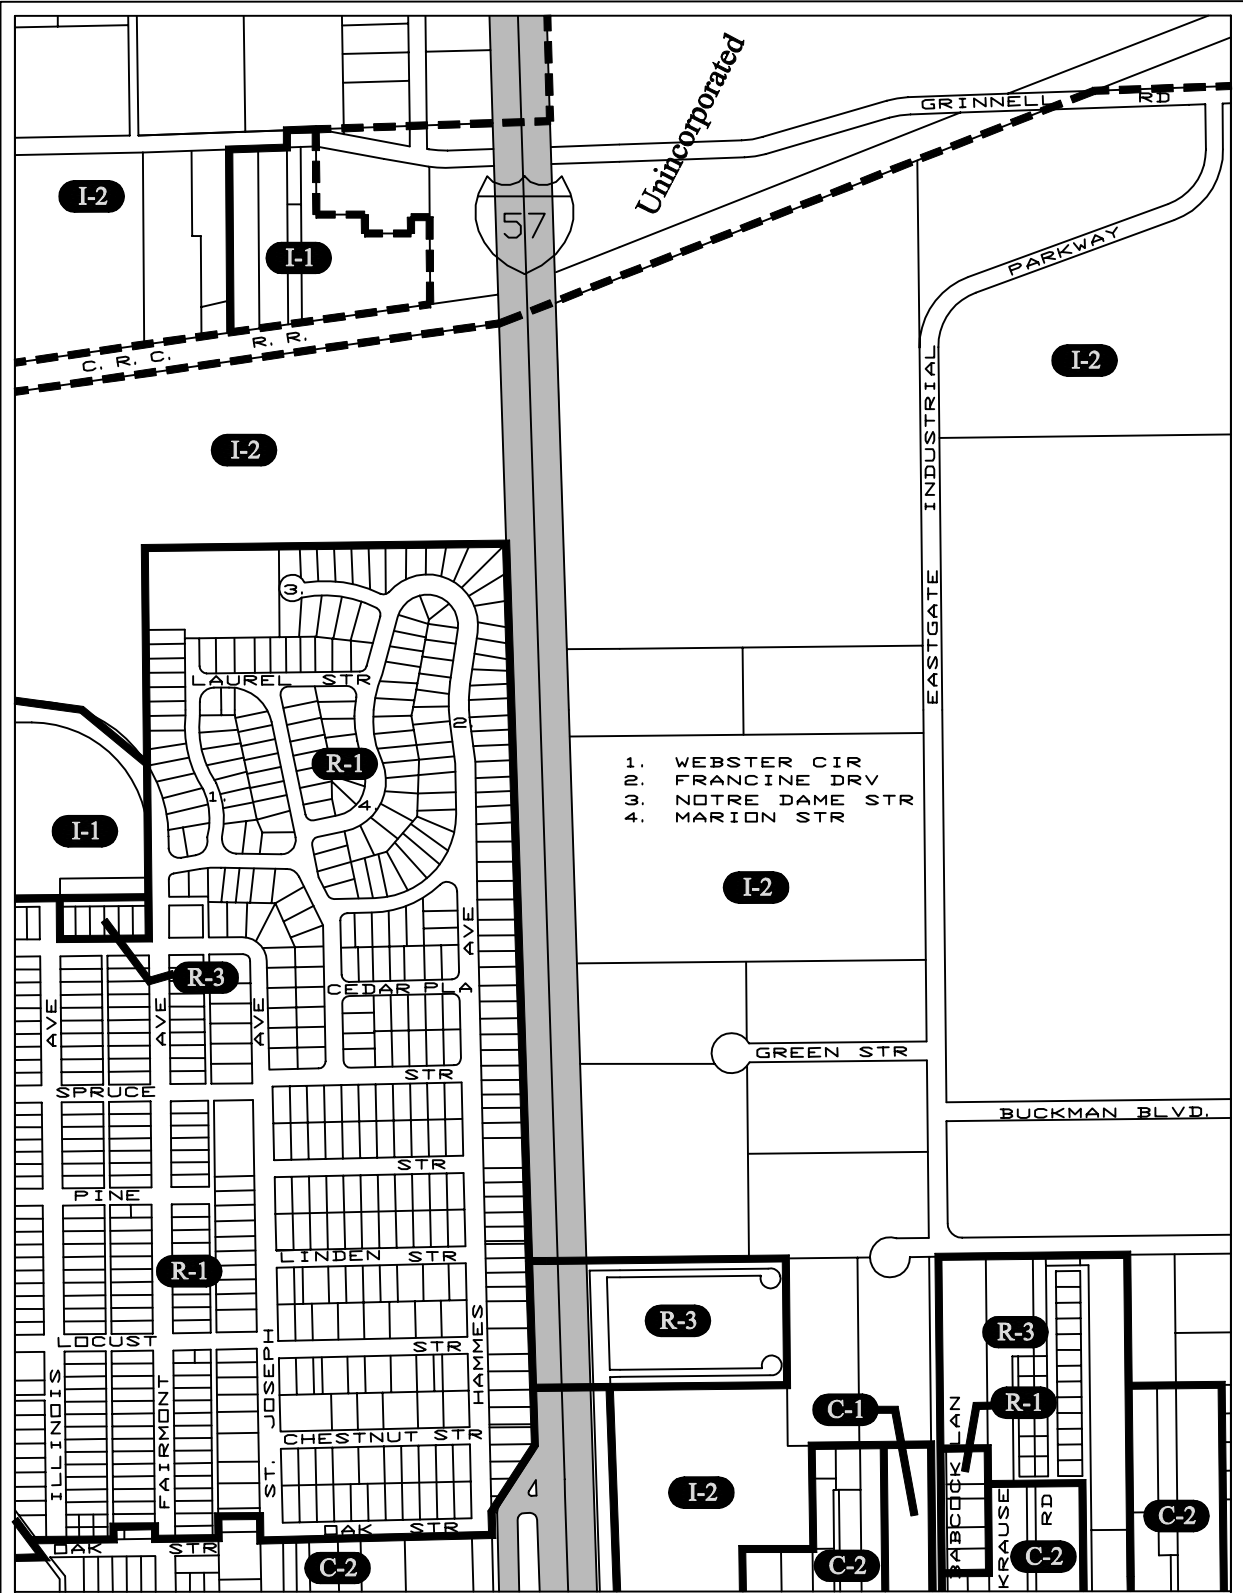 Unincorporated
GRINNELL RD
I-2
57
I-1
PARKWAY
C. R. C. R. R.
I-2
I-2
EASTGATE INDUSTRIAL
3.
LAUREL STR
2.
R-1
1.
4.
1. WEBSTER CIR
2. FRANCINE DRV
3. NOTRE DAME STR
4. MARION STR
I-1
I-2
AVE
R-3
CEDAR PLA
AVE
AVE
AVE
GREEN STR
STR
SPRUCE
BUCKMAN BLVD.
STR
PINE
LINDEN STR
R-1
R-3
R-3
LOCUST
STR
HAMMES
ST. JOSEPH
ILLINOIS
FAIRMONT
R-1
C-1
BABCOCK LAN
CHESTNUT STR
I-2
KRAUSE RD
C-2
OAK STR
OAK STR
C-2
C-2
C-2